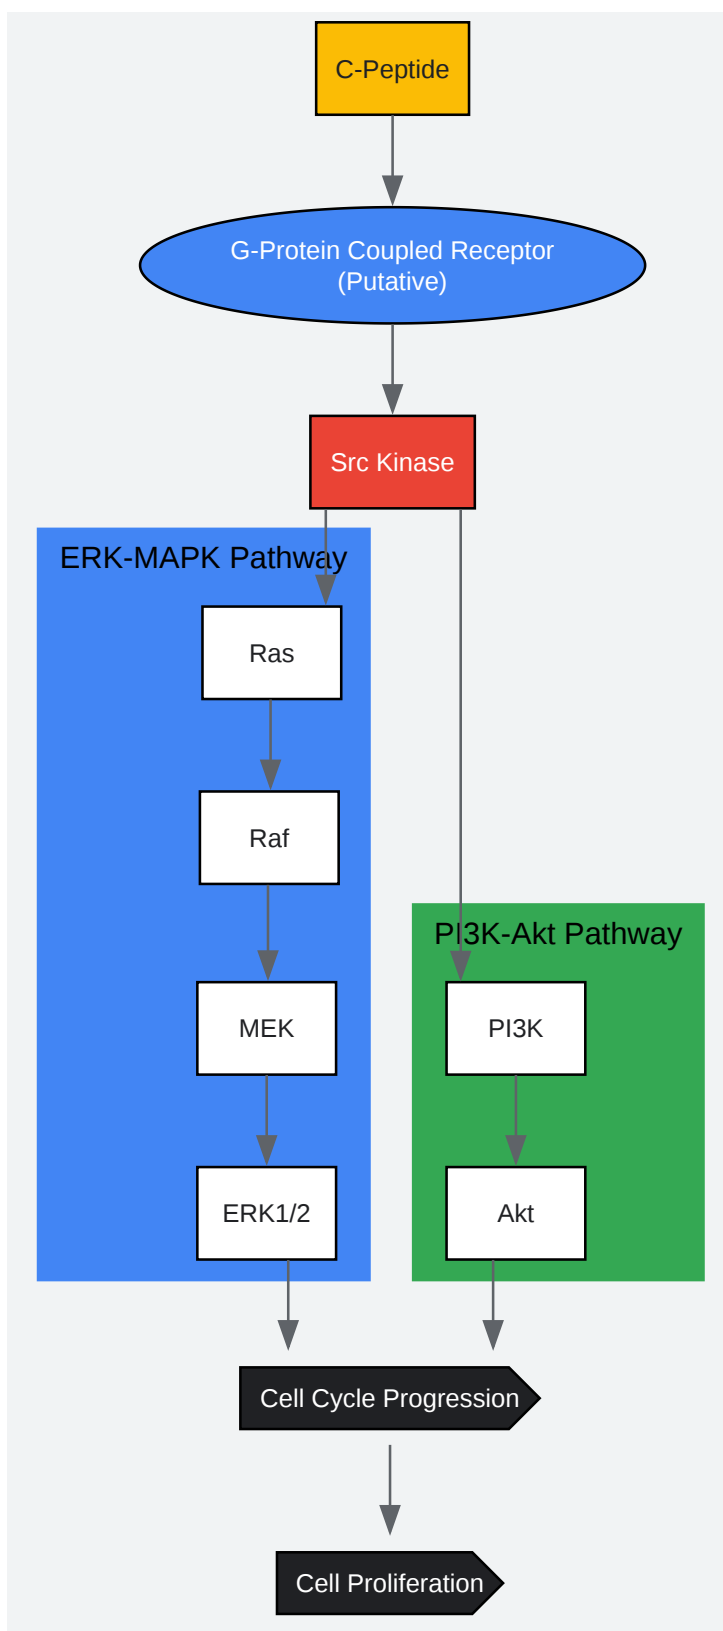 C-Peptide
G-Protein Coupled Receptor
(Putative)
Src Kinase
ERK-MAPK Pathway
Ras
Raf
MEK
ERK1/2
PI3K-Akt Pathway
PI3K
Akt
Cell Cycle Progression
Cell Proliferation